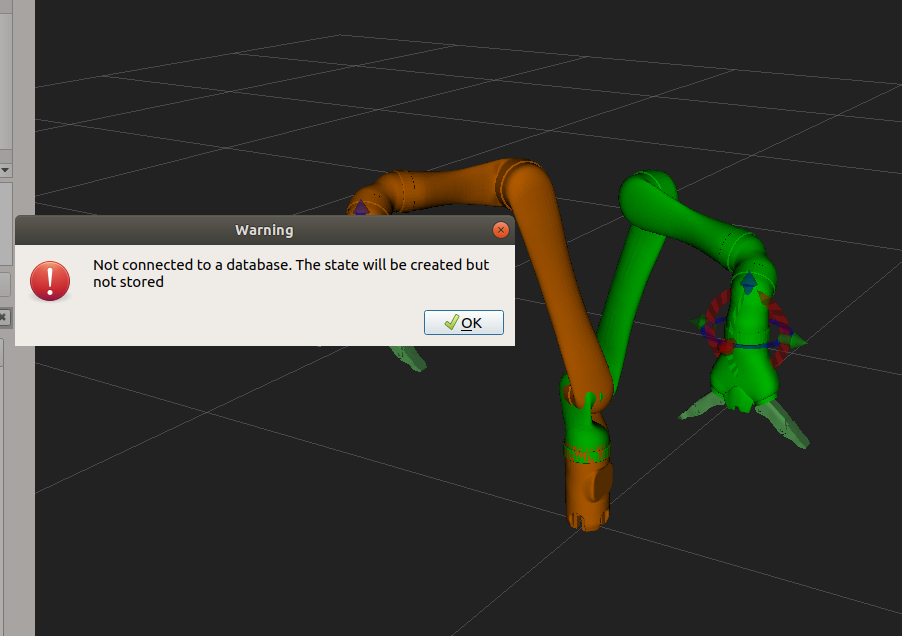 Warning
Not connected to a database. The state will be created but
not stored
OK